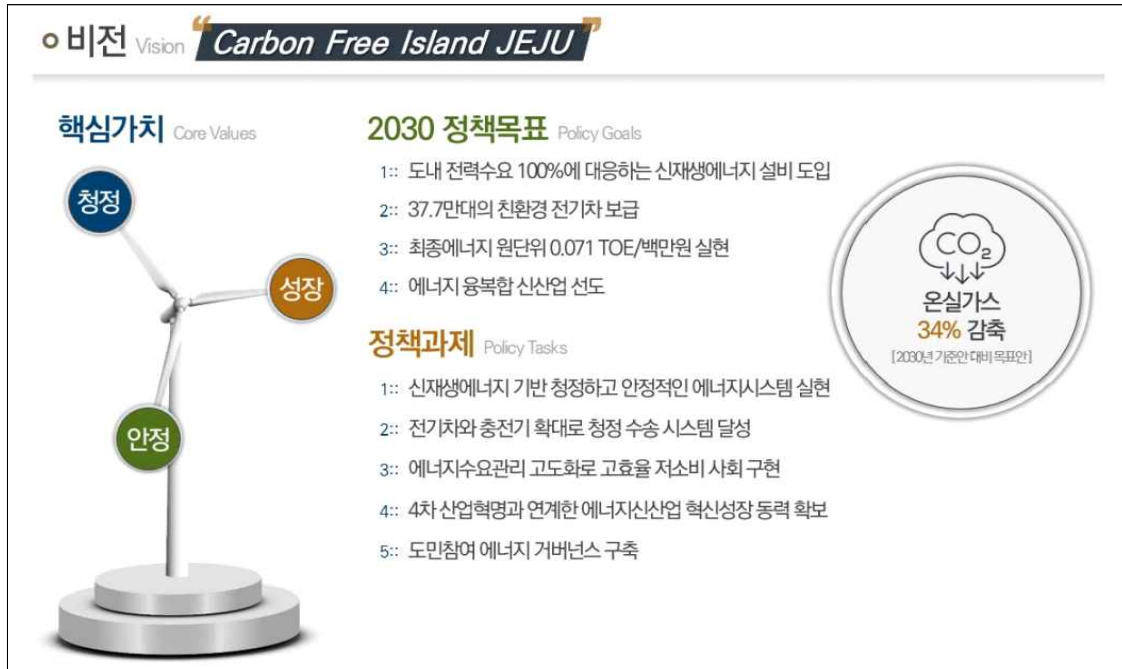 비전 Vision “Carbon Free Island JEJU”
핵심가치 Core Values
청정
성장
안정
2030 정책목표 Policy Goals
1:: 도내 전력수요 100%에 대응하는 신재생에너지 설비 도입
2:: 37.7만대의 친환경 전기차 보급
3:: 최종에너지 원단위 0.071 TOE/백만원 실현
4:: 에너지 융복합 신산업 선도
정책과제 Policy Tasks
1:: 신재생에너지 기반 청정하고 안정적인 에너지시스템 실현
2:: 전기차와 충전기 확대로 청정 수송 시스템 달성
3:: 에너지수요관리 고도화로 고효율 저소비 사회 구현
4:: 4차 산업혁명과 연계한 에너지신산업 혁신성장 동력 확보
5:: 도민참여 에너지 거버넌스 구축
CO₂
온실가스
34% 감축
[2030년 기준안 대비 목표안]